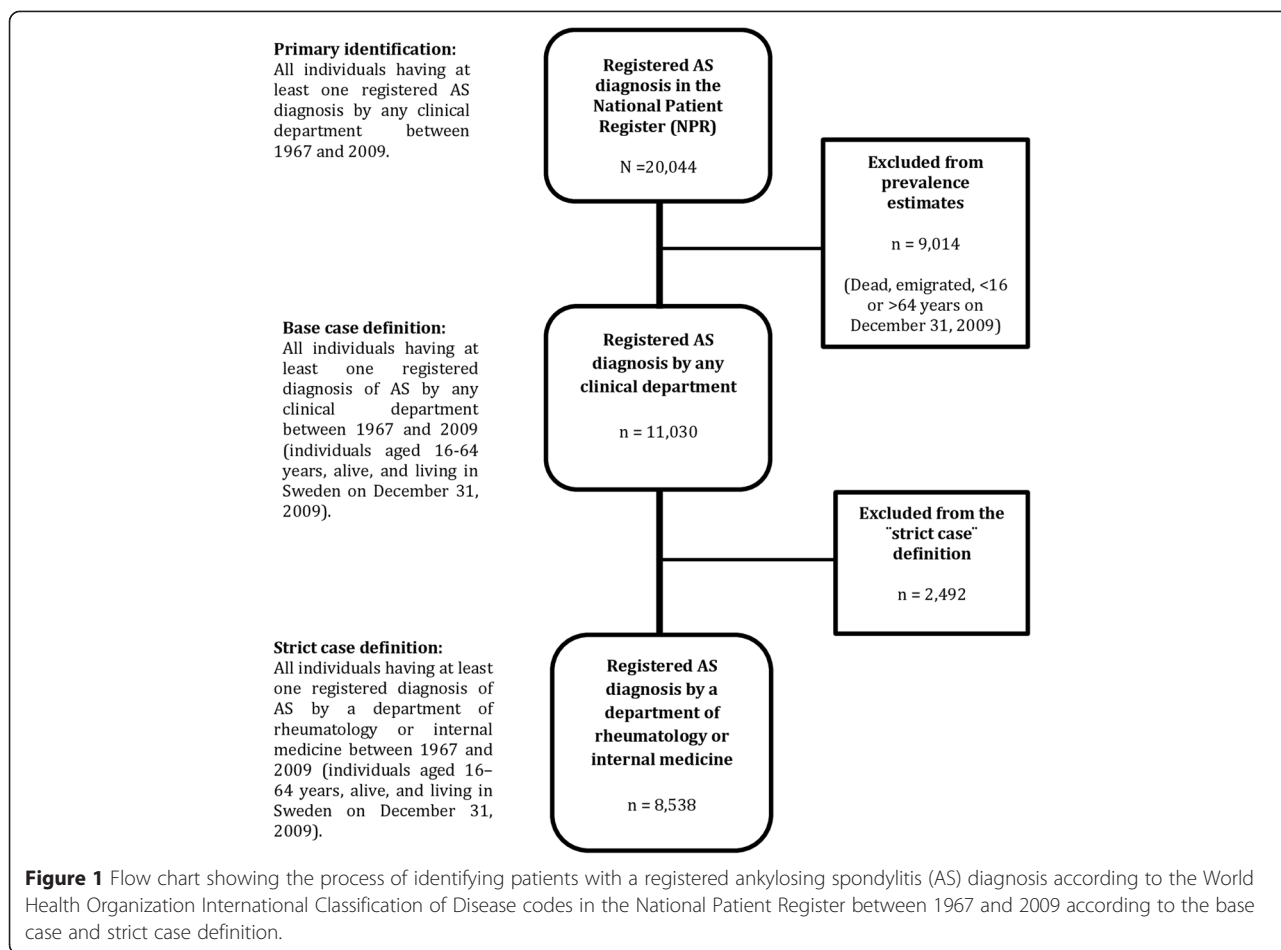 Primary identification:
All individuals having at
least one registered AS
diagnosis by any clinical
department between
1967 and 2009.
Registered AS
diagnosis in the
National Patient
Register (NPR)
N =20,044
Excluded from
prevalence
estimates
n = 9,014
(Dead, emigrated, <16
or >64 years on
December 31, 2009)
Base case definition:
All individuals having at
least one registered
diagnosis of AS by any
clinical department
between 1967 and 2009
(individuals aged 16-64
years, alive, and living in
Sweden on December 31,
2009).
Registered AS
diagnosis by any
clinical department
n = 11,030
Excluded from the
¨strict case¨
definition
n = 2,492
Strict case definition:
All individuals having at least
one registered diagnosis of
AS by a department of
rheumatology or internal
medicine between 1967 and
2009 (individuals aged 16–
64 years, alive, and living in
Sweden on December 31,
2009).
Registered AS
diagnosis by a
department of
rheumatology or
internal medicine
n = 8,538
Figure 1 Flow chart showing the process of identifying patients with a registered ankylosing spondylitis (AS) diagnosis according to the World
Health Organization International Classification of Disease codes in the National Patient Register between 1967 and 2009 according to the base
case and strict case definition.